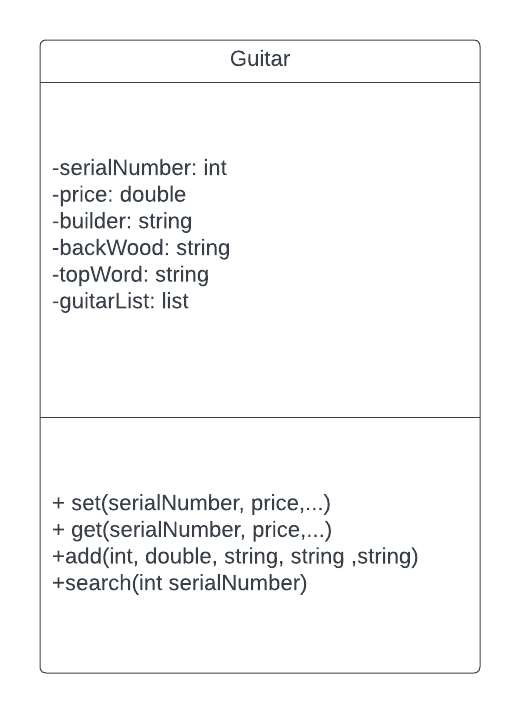 Guitar
-serialNumber: int
-price: double
-builder: string
-backWood: string
-topWord: string
-guitarList: list
+ set(serialNumber, price,...)
+ get(serialNumber, price,...)
+add(int, double, string, string ,string)
+search(int serialNumber)